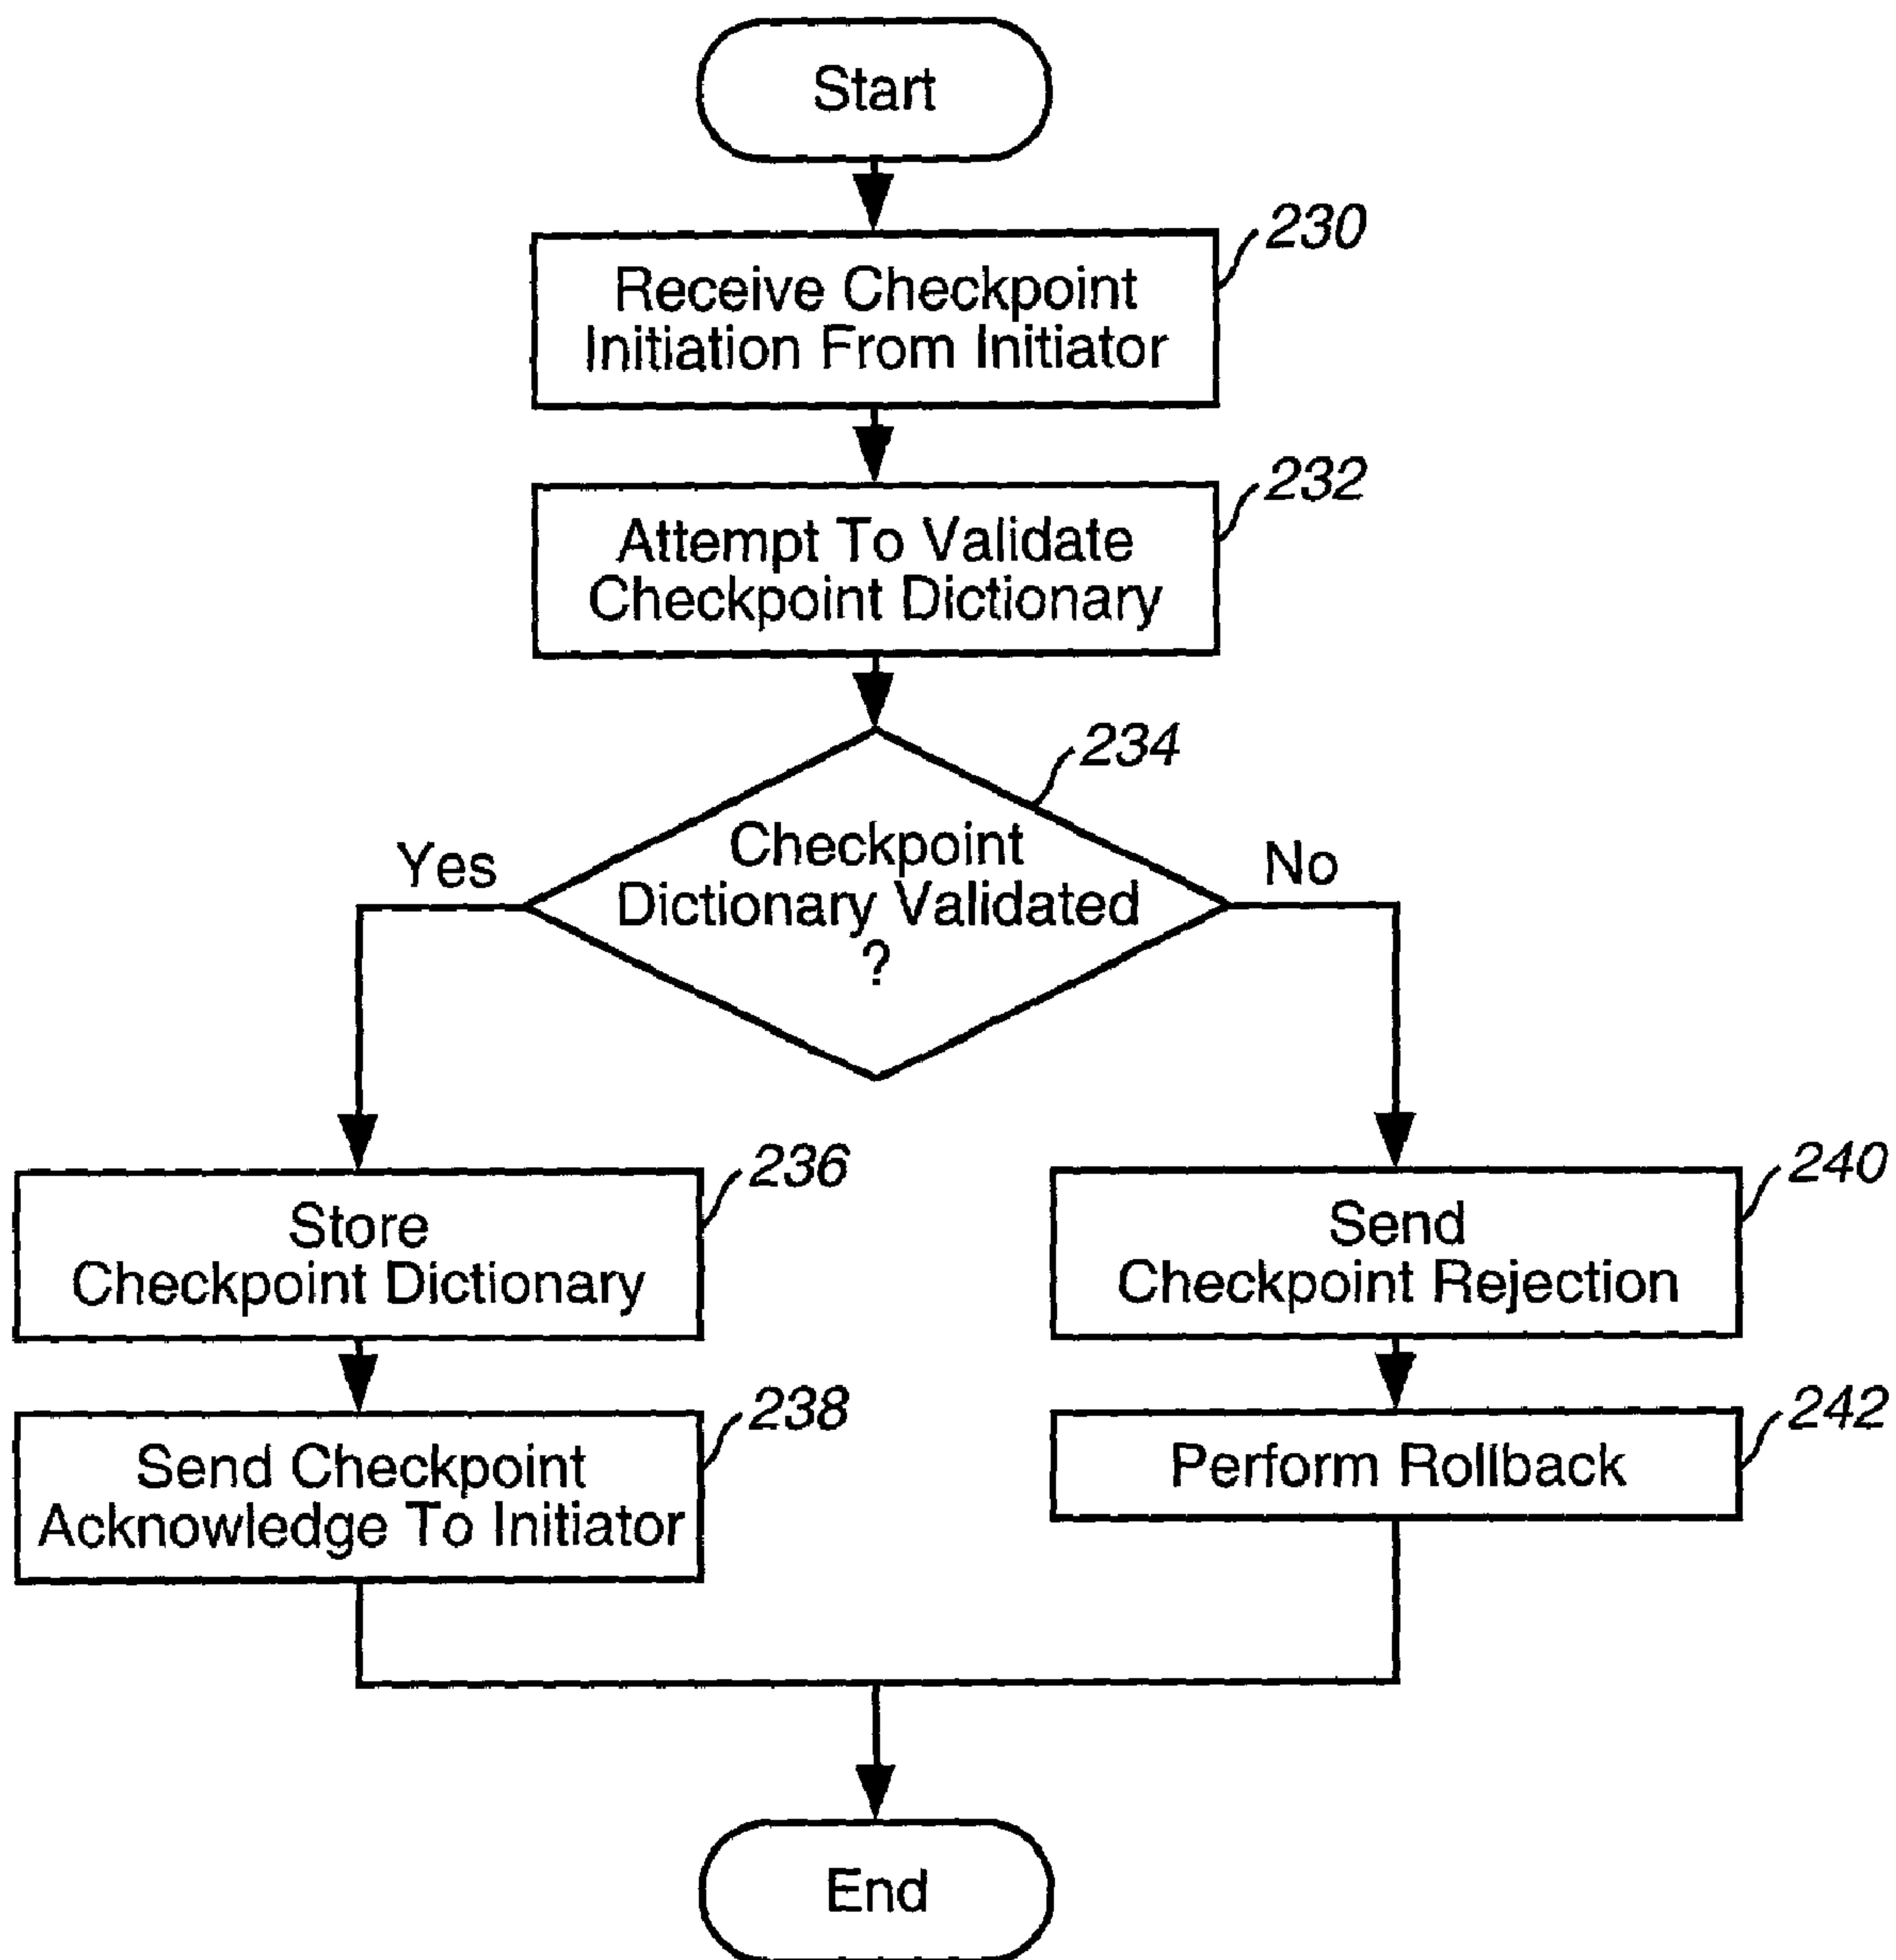 Start
230
Receive Checkpoint
Initiation From Initiator
232
Attempt To Validate
Checkpoint Dictionary
234
Checkpoint
Dictionary Validated
?
Yes
No
236
Store
Checkpoint Dictionary
240
Send
Checkpoint Rejection
238
Send Checkpoint
Acknowledge To Initiator
242
Perform Rollback
End